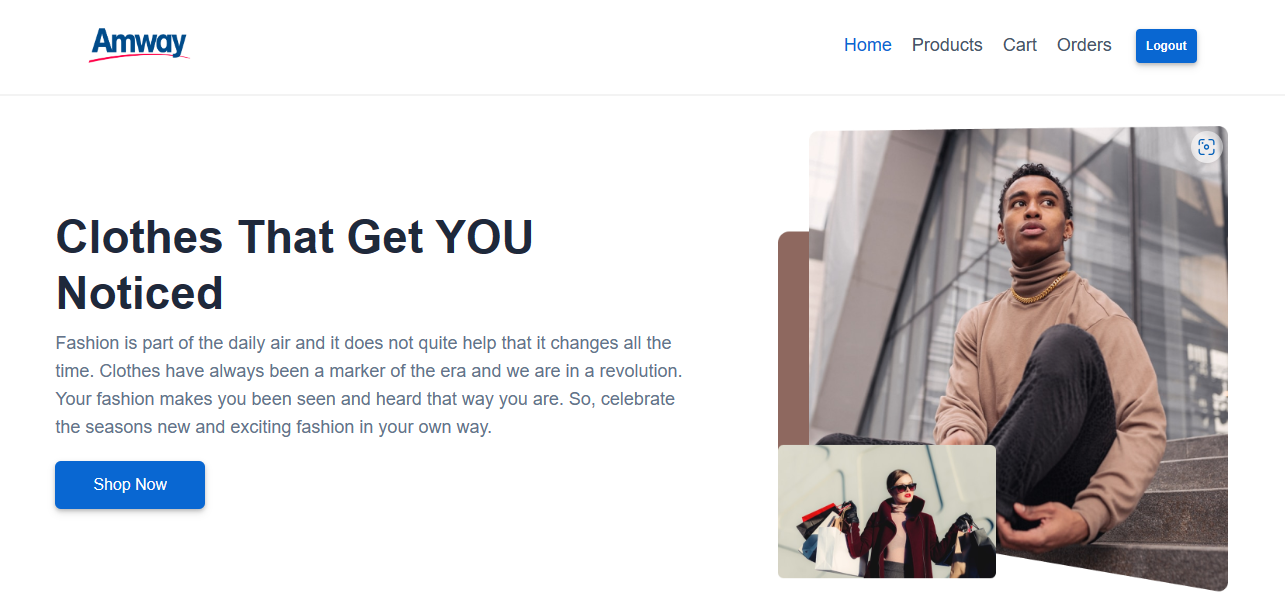 Amway
Home Products Cart Orders Logout
Clothes That Get YOU
Noticed
Fashion is part of the daily air and it does not quite help that it changes all the
time. Clothes have always been a marker of the era and we are in a revolution.
Your fashion makes you been seen and heard that way you are. So, celebrate
the seasons new and exciting fashion in your own way.
Shop Now